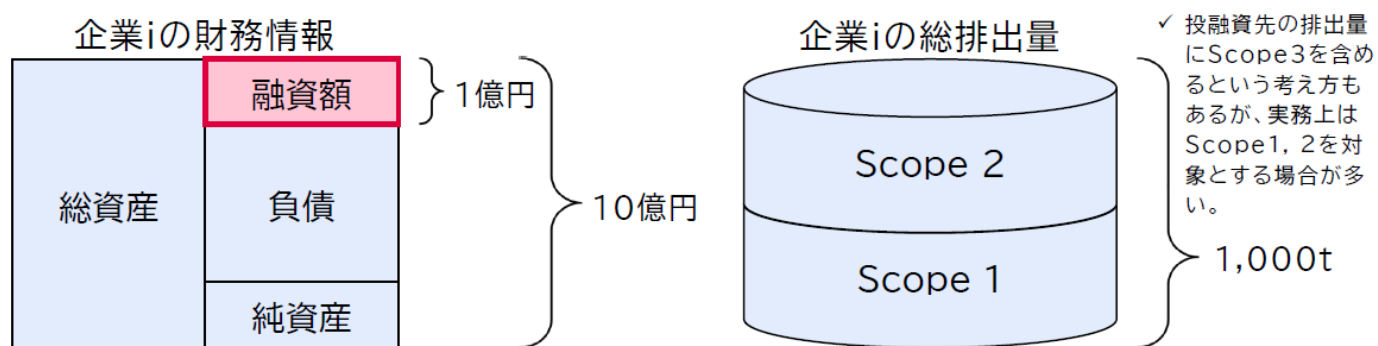 企業iの財務情報
融資額
1億円
総資産
負債
10億円
純資産
企業iの総排出量
Scope 2
Scope 1
1,000t
✓ 投融資先の排出量
にScope3を含め
るという考え方も
あるが、実務上は
Scope1, 2を対
象とする場合が多
い。